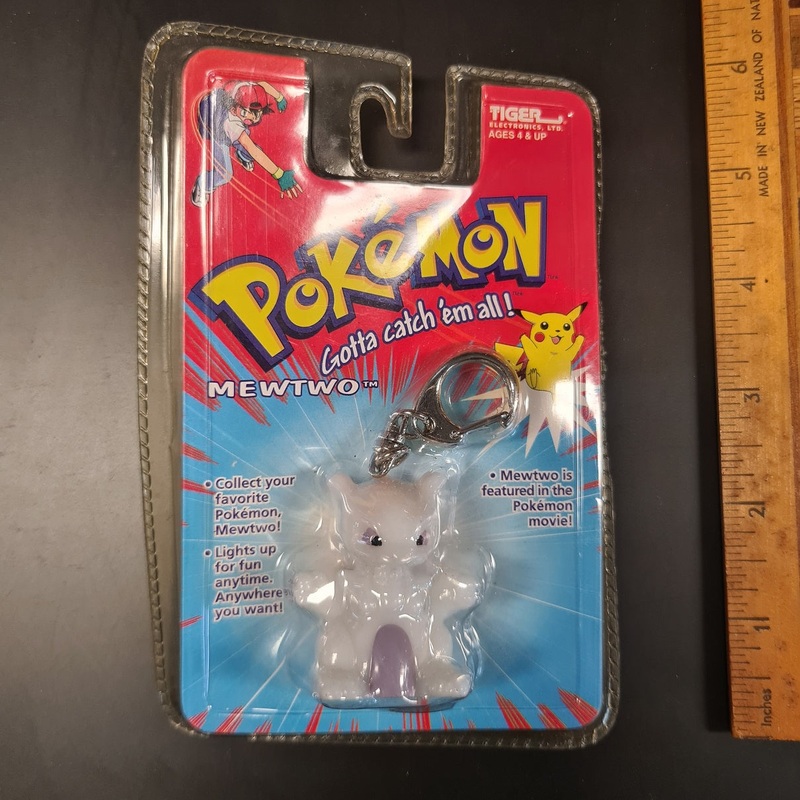 TIGER
ELECTRONICS, LTD.
AGES 4 & UP
POKéMON
Gotta catch 'em all!
MEWTWO™
• Collect your
favorite
Pokémon,
Mewtwo!
• Lights up
for fun
anytime.
Anywhere
you want!
• Mewtwo is
featured in the
Pokémon
movie!
6
5
4
3
2
1
Inches
MADE IN NEW ZEALAND OF NAT